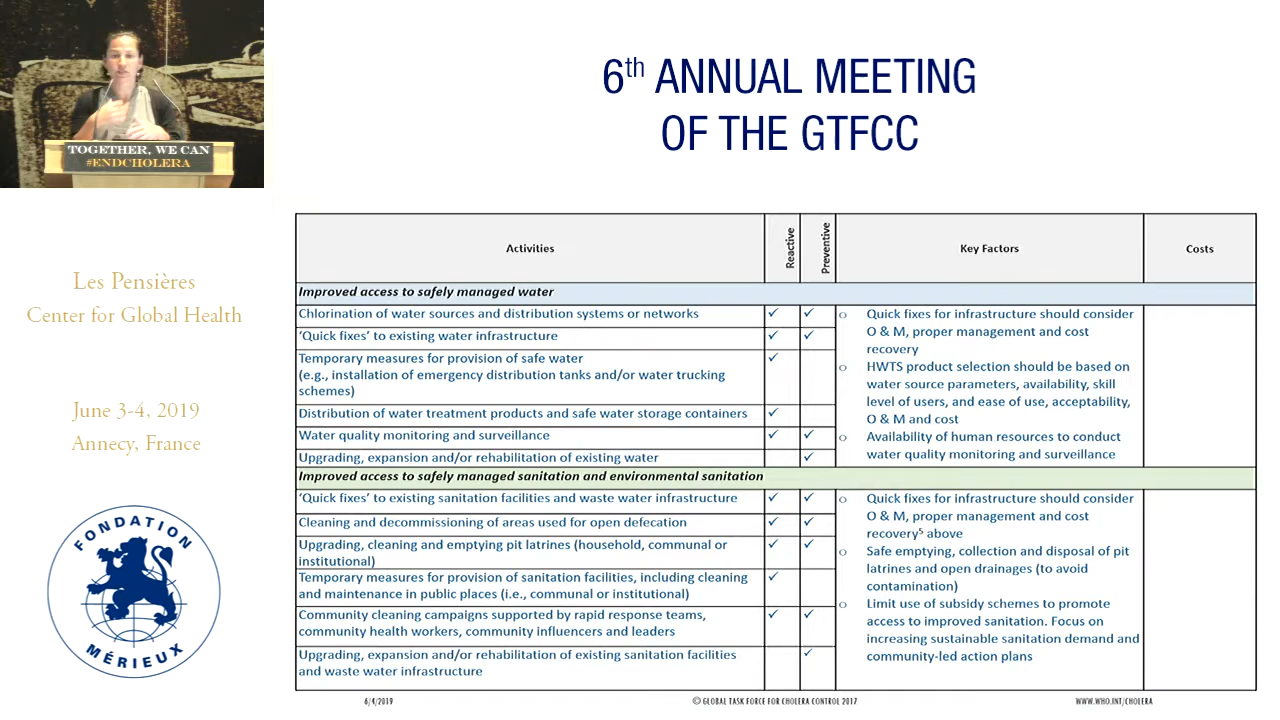 TOGETHER, WE CAN
#ENDCHOLERA
6th ANNUAL MEETING
OF THE GTFCC
Les Pensières
Center for Global Health
June 3-4, 2019
Annecy, France
FONDATION
MÉRIEUX
Activities
Reactive
Preventive
Key Factors
Costs
Improved access to safely managed water
Chlorination of water sources and distribution systems or networks
✓
✓
‘Quick fixes’ to existing water infrastructure
✓
✓
Temporary measures for provision of safe water
(e.g., installation of emergency distribution tanks and/or water trucking
schemes)
✓
Distribution of water treatment products and safe water storage containers
✓
Water quality monitoring and surveillance
✓
✓
Upgrading, expansion and/or rehabilitation of existing water
✓
o Quick fixes for infrastructure should consider
O & M, proper management and cost
recovery
o HWTS product selection should be based on
water source parameters, availability, skill
level of users, and ease of use, acceptability,
O & M and cost
o Availability of human resources to conduct
water quality monitoring and surveillance
Improved access to safely managed sanitation and environmental sanitation
‘Quick fixes’ to existing sanitation facilities and waste water infrastructure
✓
✓
Cleaning and decommissioning of areas used for open defecation
✓
✓
Upgrading, cleaning and emptying pit latrines (household, communal or
institutional)
✓
✓
Temporary measures for provision of sanitation facilities, including cleaning
and maintenance in public places (i.e., communal or institutional)
✓
Community cleaning campaigns supported by rapid response teams,
community health workers, community influencers and leaders
✓
✓
Upgrading, expansion and/or rehabilitation of existing sanitation facilities
and waste water infrastructure
✓
o Quick fixes for infrastructure should consider
O & M, proper management and cost
recovery⁵ above
o Safe emptying, collection and disposal of pit
latrines and open drainages (to avoid
contamination)
o Limit use of subsidy schemes to promote
access to improved sanitation. Focus on
increasing sustainable sanitation demand and
community-led action plans
6/4/2019
© GLOBAL TASK FORCE FOR CHOLERA CONTROL 2017
WWW.WHO.INT/CHOLERA